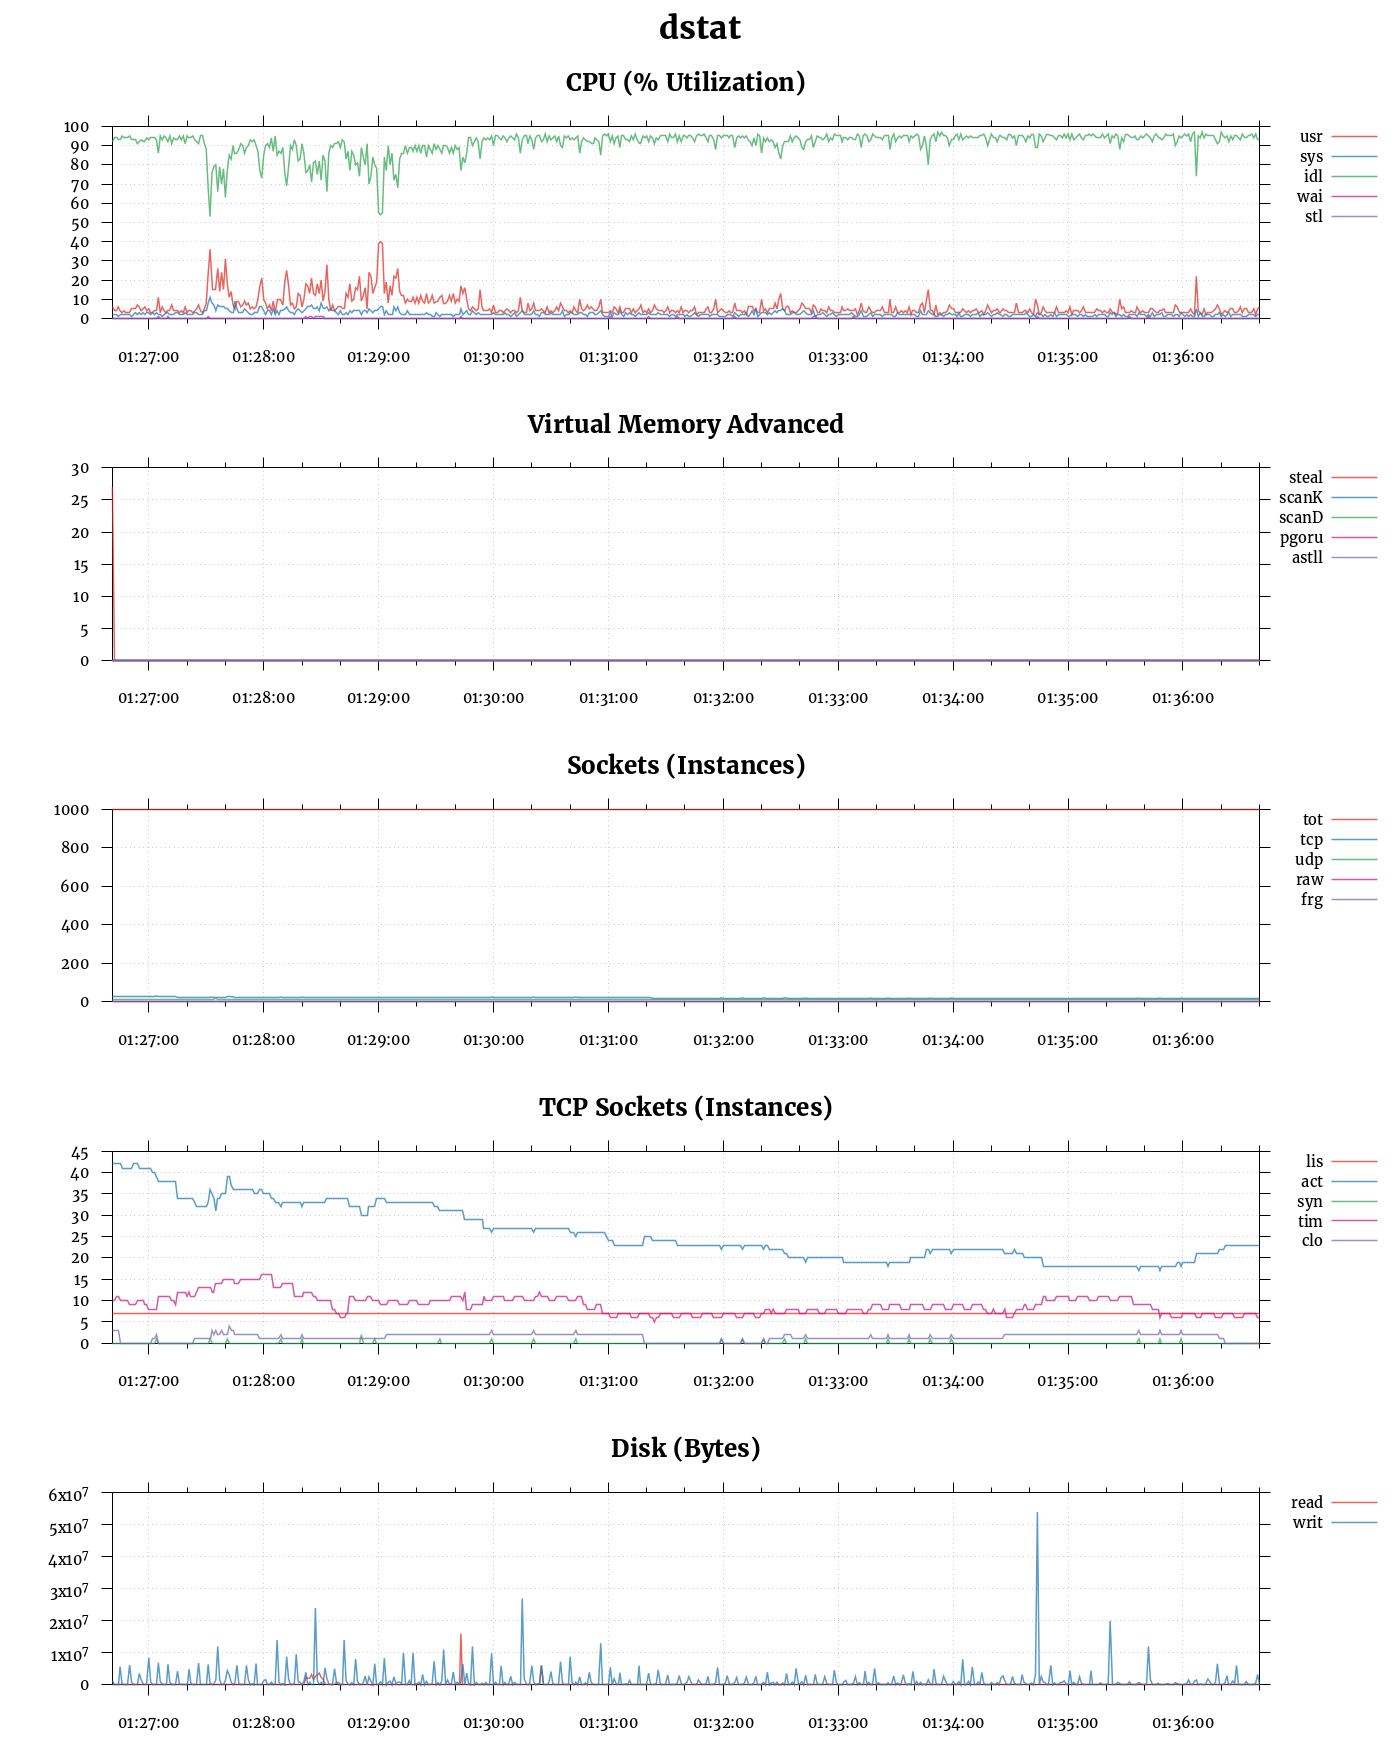 dstat
CPU (% Utilization)
100
90
80
70
60
50
40
30
20
10
0
01:27:00 01:28:00 01:29:00 01:30:00 01:31:00 01:32:00 01:33:00 01:34:00 01:35:00 01:36:00
usr
sys
idl
wai
stl
Virtual Memory Advanced
30
25
20
15
10
5
0
01:27:00 01:28:00 01:29:00 01:30:00 01:31:00 01:32:00 01:33:00 01:34:00 01:35:00 01:36:00
steal
scanK
scanD
pgoru
astll
Sockets (Instances)
1000
800
600
400
200
0
01:27:00 01:28:00 01:29:00 01:30:00 01:31:00 01:32:00 01:33:00 01:34:00 01:35:00 01:36:00
tot
tcp
udp
raw
frg
TCP Sockets (Instances)
45
40
35
30
25
20
15
10
5
0
01:27:00 01:28:00 01:29:00 01:30:00 01:31:00 01:32:00 01:33:00 01:34:00 01:35:00 01:36:00
lis
act
syn
tim
clo
Disk (Bytes)
6x10⁷
5x10⁷
4x10⁷
3x10⁷
2x10⁷
1x10⁷
0
01:27:00 01:28:00 01:29:00 01:30:00 01:31:00 01:32:00 01:33:00 01:34:00 01:35:00 01:36:00
read
writ